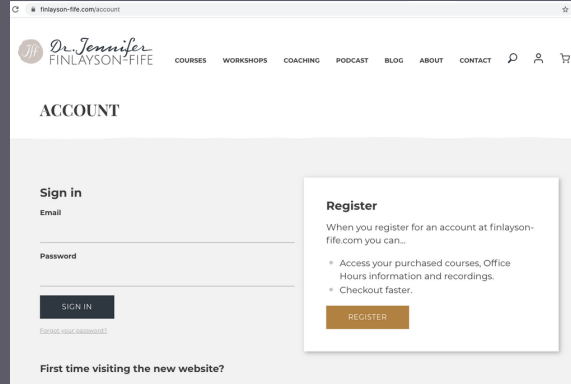 finlayson-fife.com/account
Jff
Dr. Jennifer
FINLAYSON-FIFE
COURSES WORKSHOPS COACHING PODCAST BLOG ABOUT CONTACT
ACCOUNT
Sign in
Email
Password
SIGN IN
Forgot your password?
First time visiting the new website?
Register
When you register for an account at finlayson-
fife.com you can...
Access your purchased courses, Office
Hours information and recordings.
Checkout faster.
REGISTER